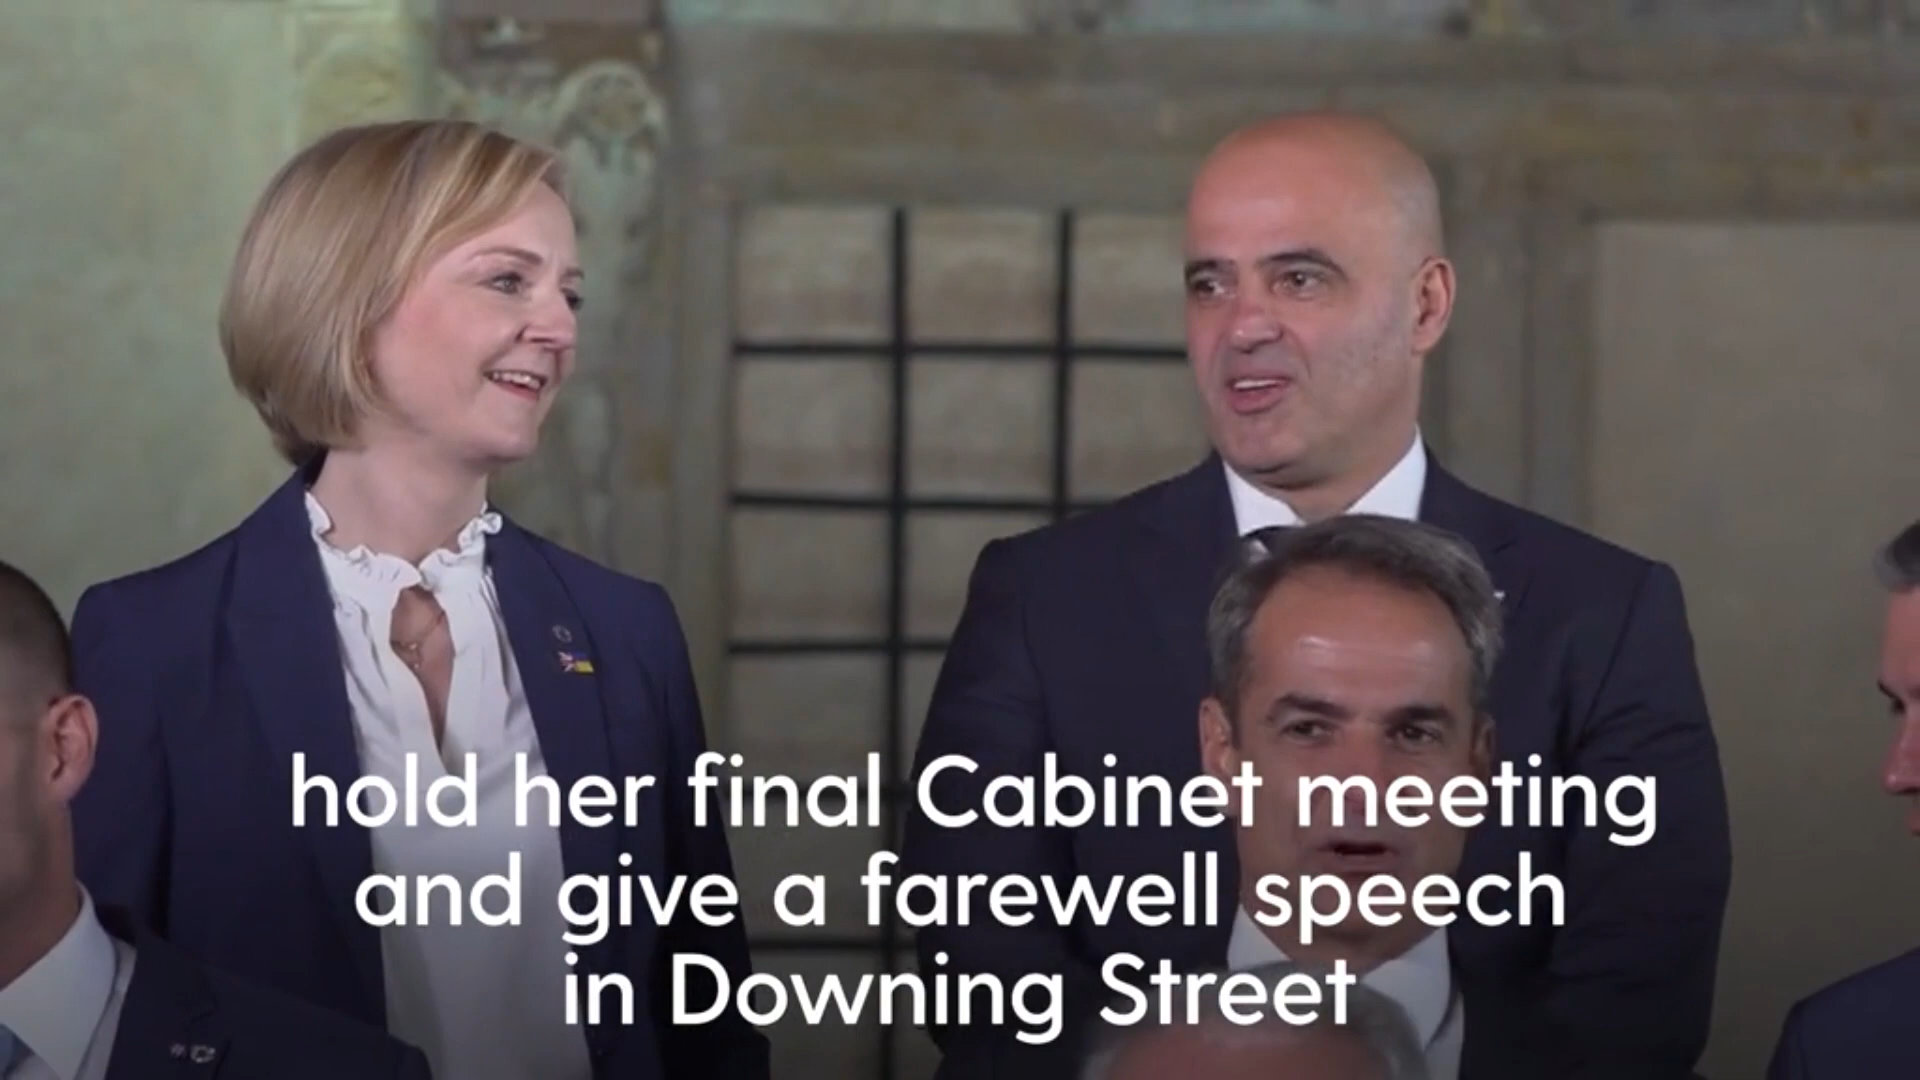 hold her final Cabinet meeting
and give a farewell speech
in Downing Street